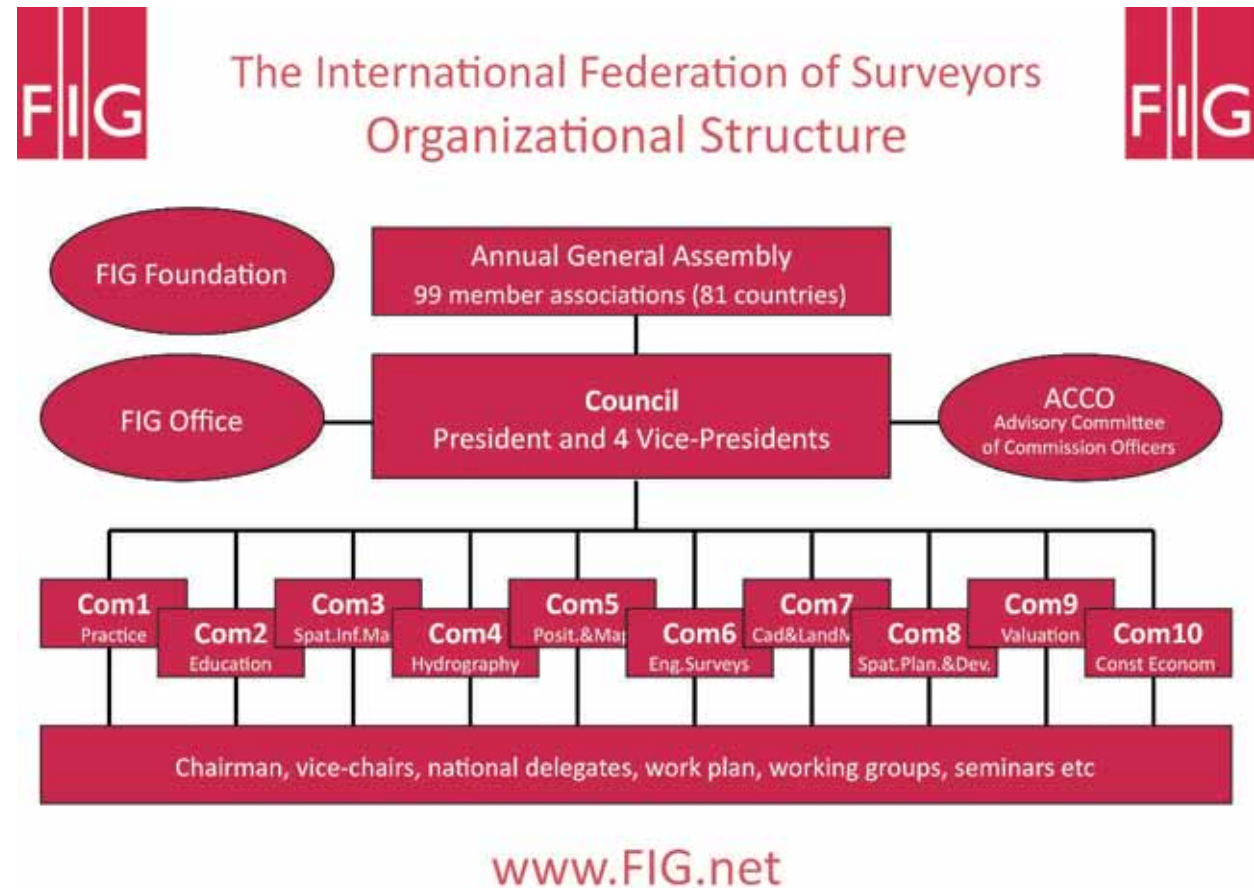 FIG
The International Federation of Surveyors
Organizational Structure
FIG
FIG Foundation
Annual General Assembly
99 member associations (81 countries)
FIG Office
Council
President and 4 Vice-Presidents
ACCO
Advisory Committee
of Commission Officers
Com1
Practice
Com2
Education
Com3
Spat.Inf.Ma
Com4
Hydrography
Com5
Posit.&Map
Com6
Eng.Surveys
Com7
Cad&LandM
Com8
Spat.Plan.&Dev.
Com9
Valuation
Com10
Const Econom
Chairman, vice-chairs, national delegates, work plan, working groups, seminars etc
www.FIG.net